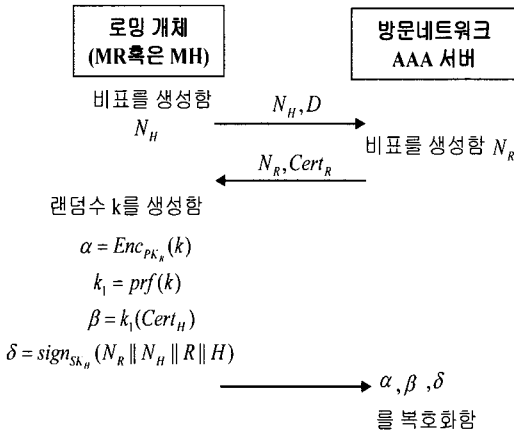 로밍 개체
(MR혹은 MH)
방문네트워크
AAA 서버
비표를 생성함
N_H
N_H, D
비표를 생성함 N_R
N_R, Cert_R
랜덤수 k를 생성함
α = Enc_{PK_R}(k)
k_1 = prf(k)
β = k_1(Cert_H)
δ = sign_{SK_H}(N_R || N_H || R || H)
α, β, δ
를 복호화함